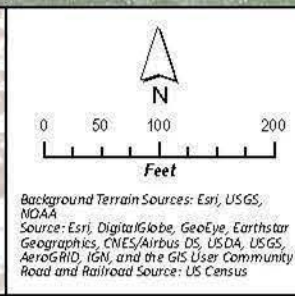 N
0 50 100 200
Feet
Background Terrain Sources: Esri, USGS,
NOAA
Source: Esri, DigitalGlobe, GeoEye, Earthstar
Geographics, CNES/Airbus DS, USDA, USGS,
AeroGRID, IGN, and the GIS User Community
Road and Railroad Source: US Census